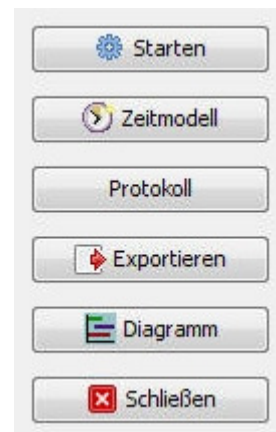 Starten
Zeitmodell
Protokoll
Exportieren
Diagramm
Schließen